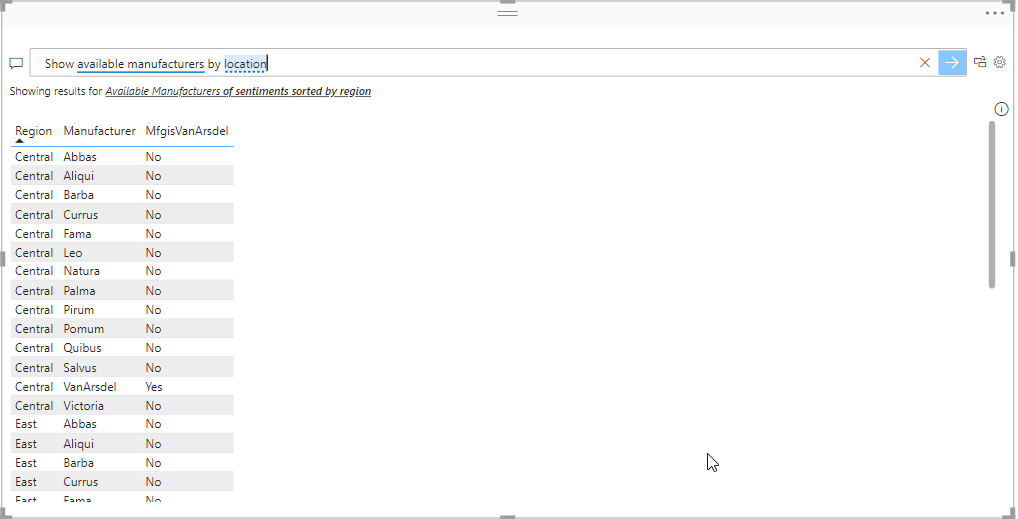 Show available manufacturers by location
Showing results for Available Manufacturers of sentiments sorted by region
Region Manufacturer MfgisVanArsdel
Central Abbas No
Central Aliqui No
Central Barba No
Central Currus No
Central Fama No
Central Leo No
Central Natura No
Central Palma No
Central Pirum No
Central Pomum No
Central Quibus No
Central Salvus No
Central VanArsdel Yes
Central Victoria No
East Abbas No
East Aliqui No
East Barba No
East Currus No
East Fama No